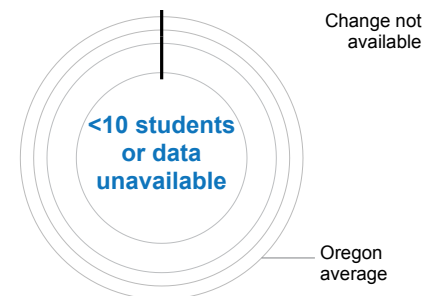 Change not
available
<10 students
or data
unavailable
Oregon
average